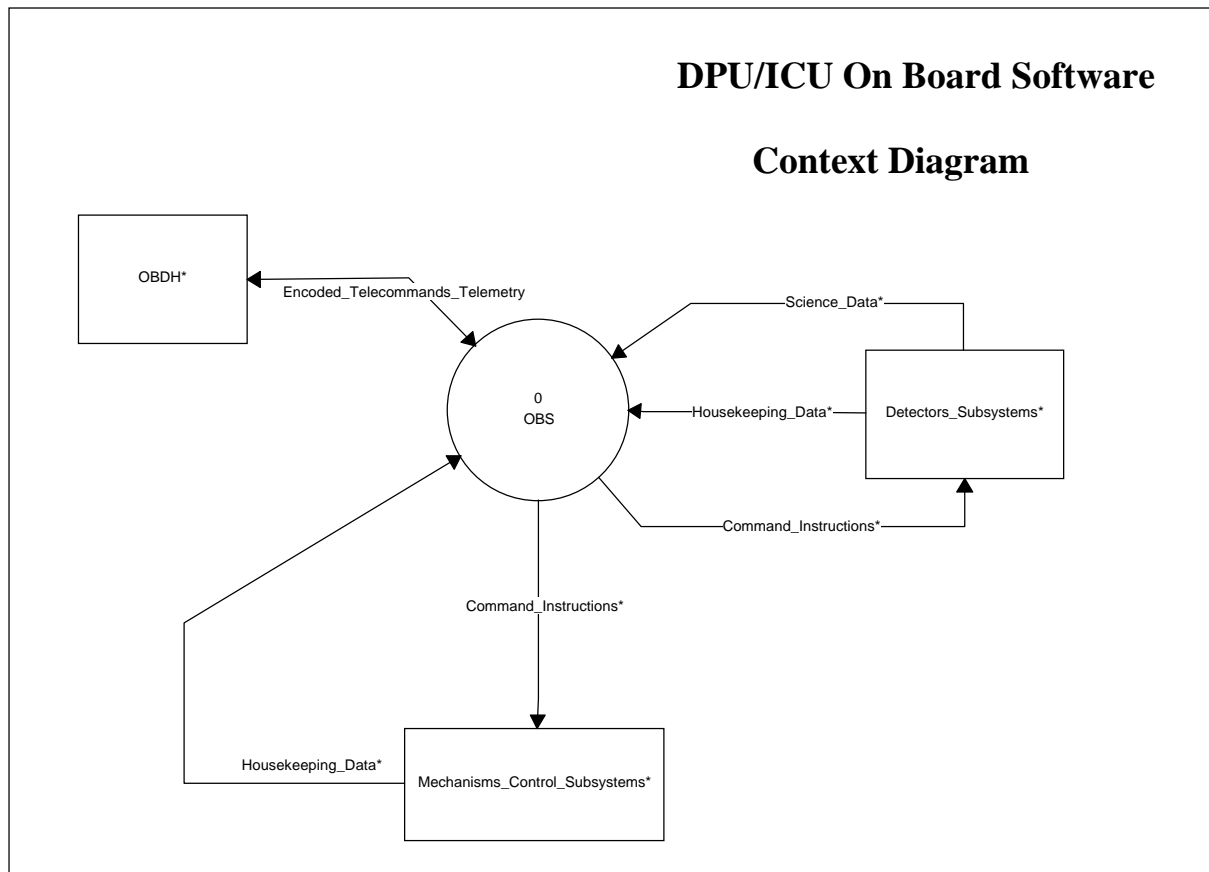 DPU/ICU On Board Software
Context Diagram
OBDH*
Encoded_Telecommands_Telemetry
Science_Data*
0
OBS
Housekeeping_Data*
Detectors_Subsystems*
Command_Instructions*
Command_Instructions*
Housekeeping_Data*
Mechanisms_Control_Subsystems*